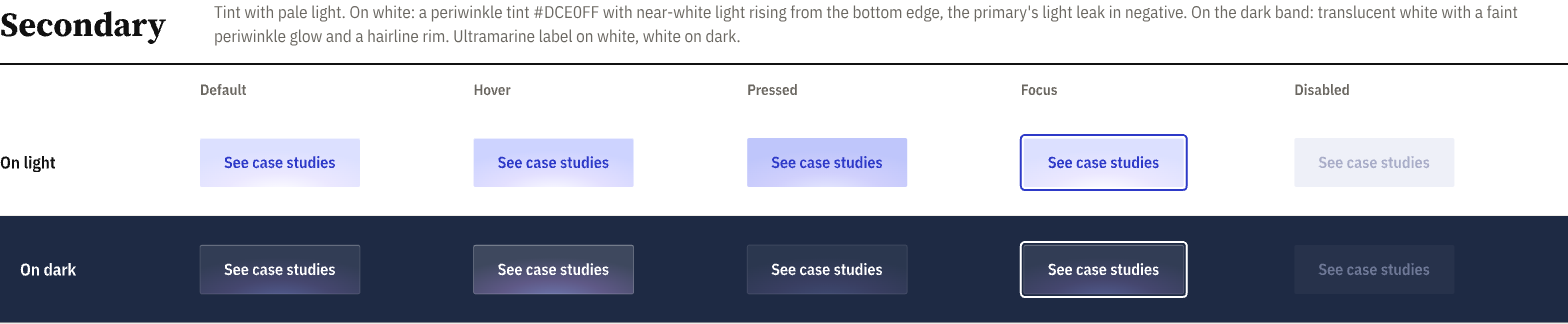 Secondary
Tint with pale light. On white: a periwinkle tint #DCE0FF with near-white light rising from the bottom edge, the primary's light leak in negative. On the dark band: translucent white with a faint
periwinkle glow and a hairline rim. Ultramarine label on white, white on dark.
Default Hover Pressed Focus Disabled
On light See case studies See case studies See case studies See case studies See case studies
On dark See case studies See case studies See case studies See case studies See case studies